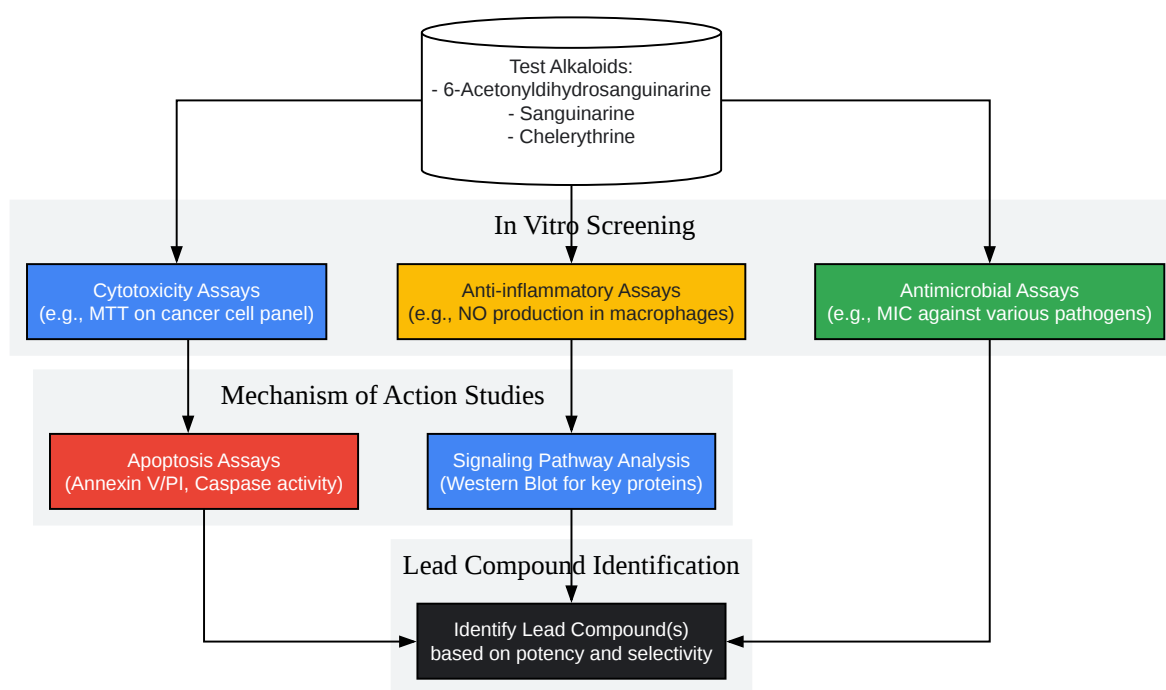 Test Alkaloids:
- 6-Acetonyldihydrosanguinarine
- Sanguinarine
- Chelerythrine
In Vitro Screening
Cytotoxicity Assays
(e.g., MTT on cancer cell panel)
Anti-inflammatory Assays
(e.g., NO production in macrophages)
Antimicrobial Assays
(e.g., MIC against various pathogens)
Mechanism of Action Studies
Apoptosis Assays
(Annexin V/PI, Caspase activity)
Signaling Pathway Analysis
(Western Blot for key proteins)
Lead Compound Identification
Identify Lead Compound(s)
based on potency and selectivity